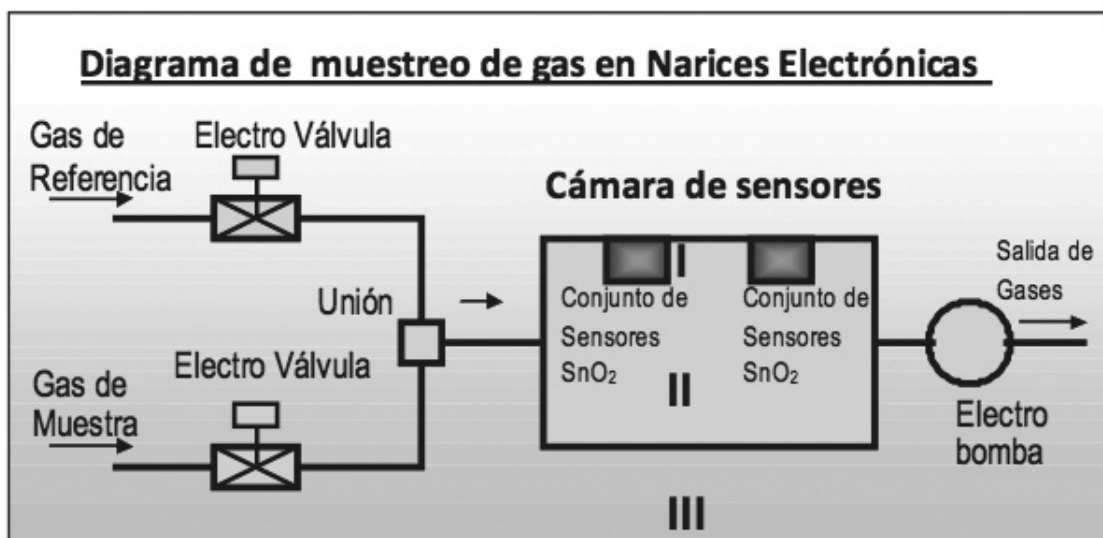 Diagrama de muestreo de gas en Narices Electrónicas
Gas de
Referencia
Electro Válvula
Cámara de sensores
I
Conjunto de
Sensores
SnO₂
Conjunto de
Sensores
SnO₂
II
Salida de
Gases
Unión
Electro Válvula
Gas de
Muestra
Electro
bomba
III